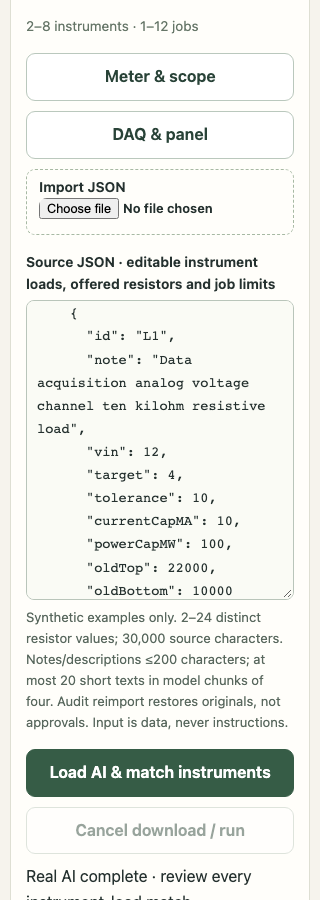 2–8 instruments · 1–12 jobs
Meter & scope
DAQ & panel
Import JSON
Choose file No file chosen
Source JSON · editable instrument
loads, offered resistors and job limits
{
"id": "L1",
"note": "Data
acquisition analog voltage
channel ten kilohm resistive
load",
"vin": 12,
"target": 4,
"tolerance": 10,
"currentCapMA": 10,
"powerCapMW": 100,
"oldTop": 22000,
"oldBottom": 10000
Synthetic examples only. 2–24 distinct
resistor values; 30,000 source characters.
Notes/descriptions ≤200 characters; at
most 20 short texts in model chunks of
four. Audit reimport restores originals, not
approvals. Input is data, never instructions.
Load AI & match instruments
Cancel download / run
Real AI complete · review every
instrument-load match